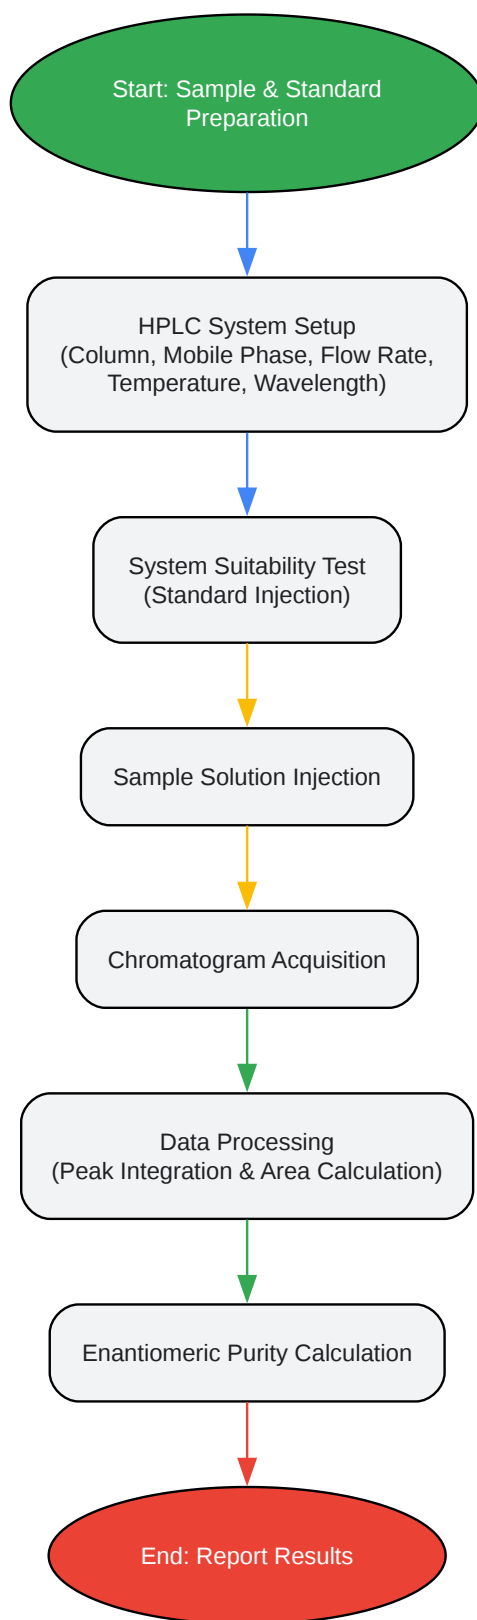 Start: Sample & Standard
Preparation
HPLC System Setup
(Column, Mobile Phase, Flow Rate,
Temperature, Wavelength)
System Suitability Test
(Standard Injection)
Sample Solution Injection
Chromatogram Acquisition
Data Processing
(Peak Integration & Area Calculation)
Enantiomeric Purity Calculation
End: Report Results